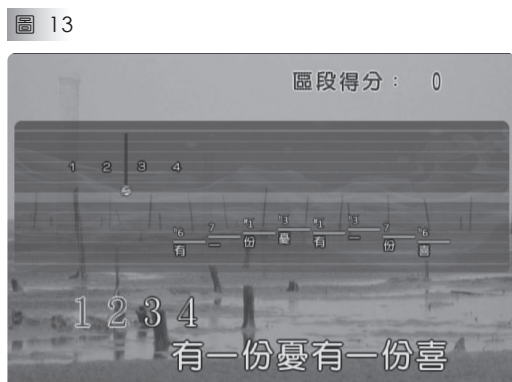 圖 13
區段得分： 0
1 2 3 4
♭6 7 #1 ♭3 #1 ♭3 7 ♭6
有 一 份 憂 有 一 份 喜
1 2 3 4
有一份憂有一份喜